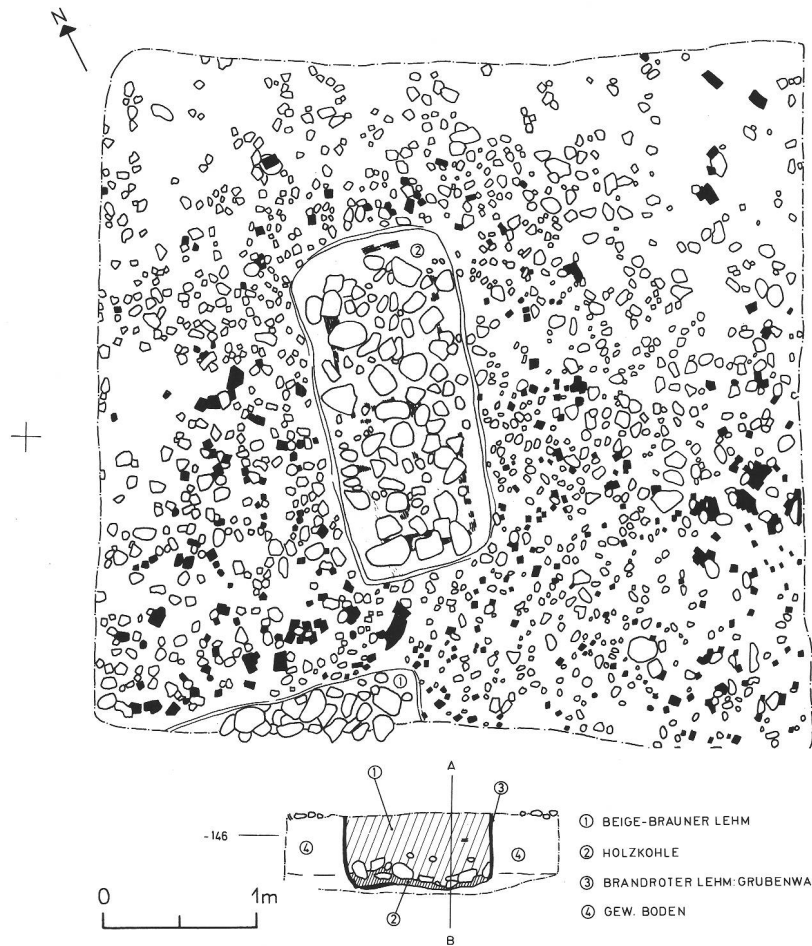 N
②
①
A
①
③
-146
④
④
0
1m
②
B
① BEIGE-BRAUNER LEHM
② HOLZKOHLE
③ BRANDROTER LEHM:GRUBENWA
④ GEW. BODEN